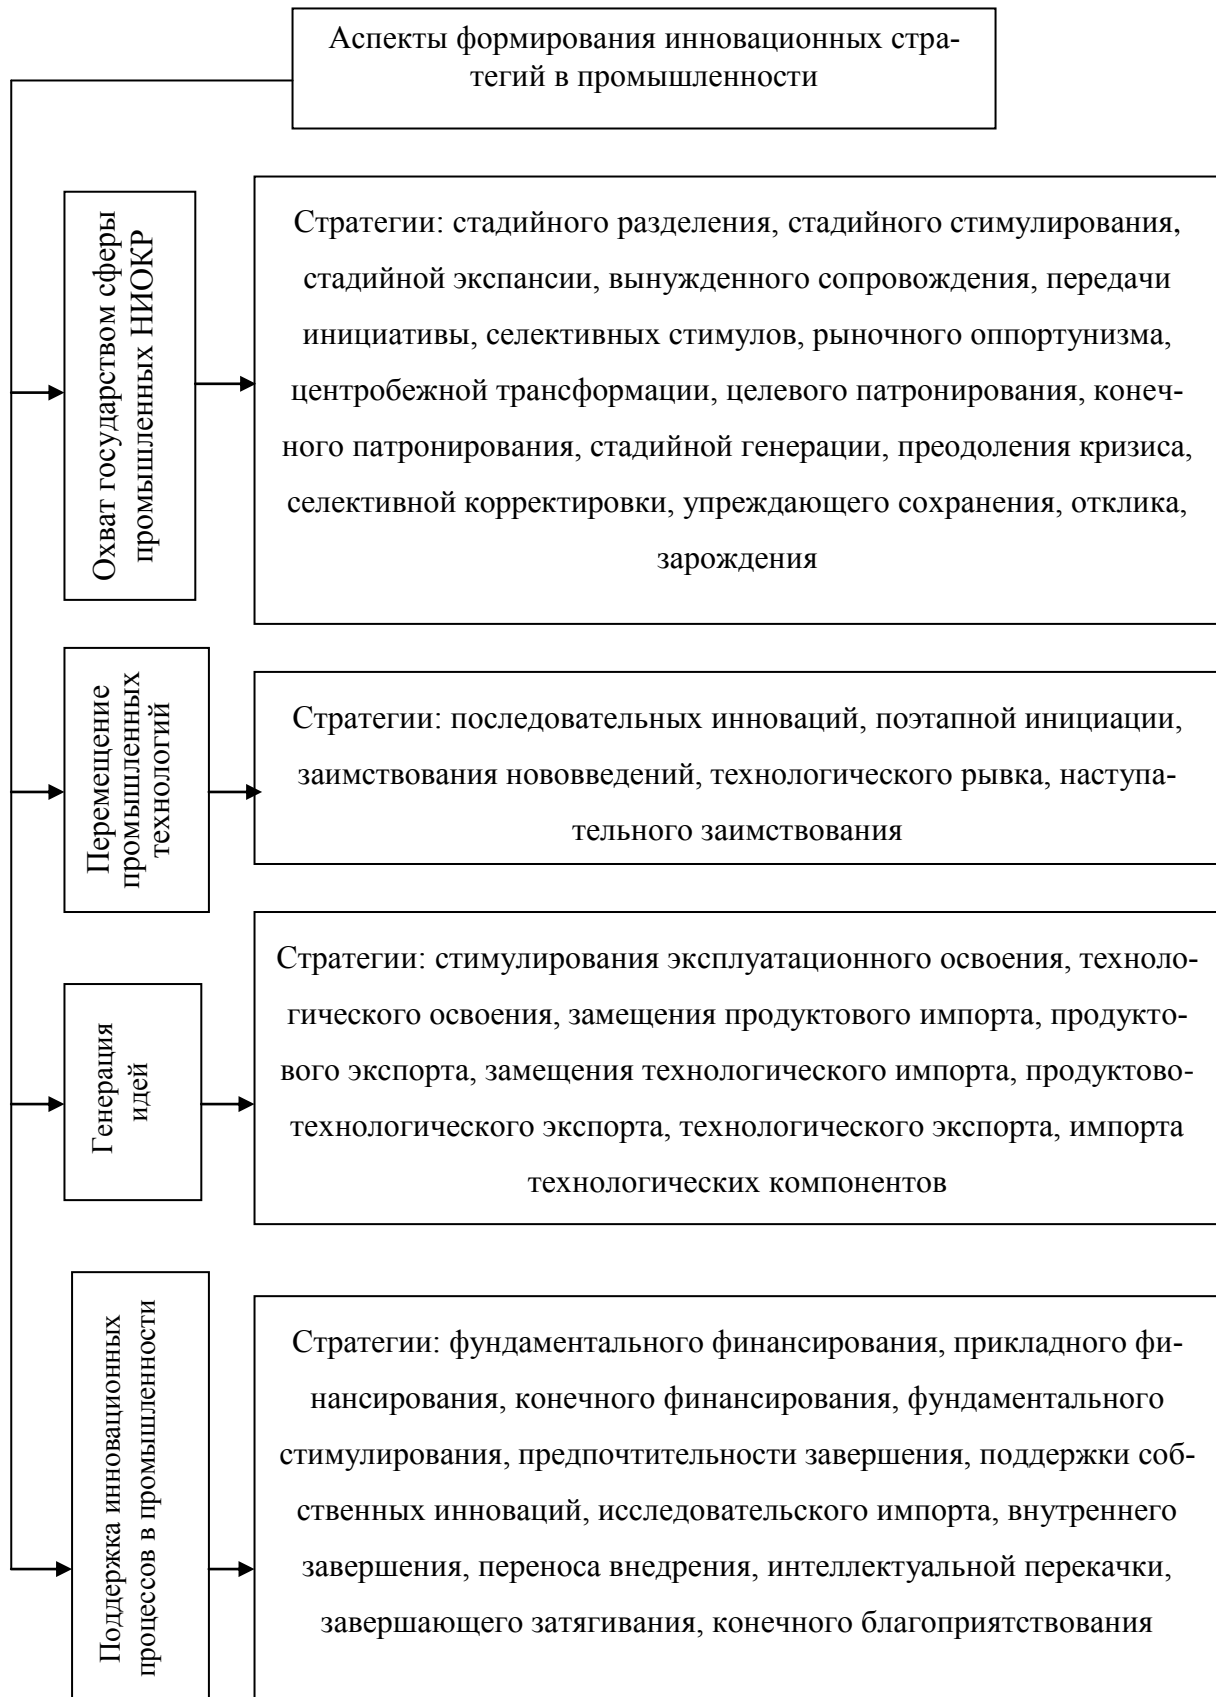 Аспекты формирования инновационных стра-
тегий в промышленности
Охват государством сферы
промышленных НИОКР
Стратегии: стадийного разделения, стадийного стимулирования,
стадийной экспансии, вынужденного сопровождения, передачи
инициативы, селективных стимулов, рыночного оппортунизма,
центробежной трансформации, целевого патронирования, конеч-
ного патронирования, стадийной генерации, преодоления кризиса,
селективной корректировки, упреждающего сохранения, отклика,
зарождения
Перемещение
промышленных
технологий
Стратегии: последовательных инноваций, поэтапной инициации,
заимствования нововведений, технологического рывка, наступа-
тельного заимствования
Генерация
идей
Стратегии: стимулирования эксплуатационного освоения, техноло-
гического освоения, замещения продуктового импорта, продукто-
вого экспорта, замещения технологического импорта, продуктово-
технологического экспорта, технологического экспорта, импорта
технологических компонентов
Поддержка инновационных
процессов в промышленности
Стратегии: фундаментального финансирования, прикладного фи-
нансирования, конечного финансирования, фундаментального
стимулирования, предпочтительности завершения, поддержки соб-
ственных инноваций, исследовательского импорта, внутреннего
завершения, переноса внедрения, интеллектуальной перекачки,
завершающего затягивания, конечного благоприятствования